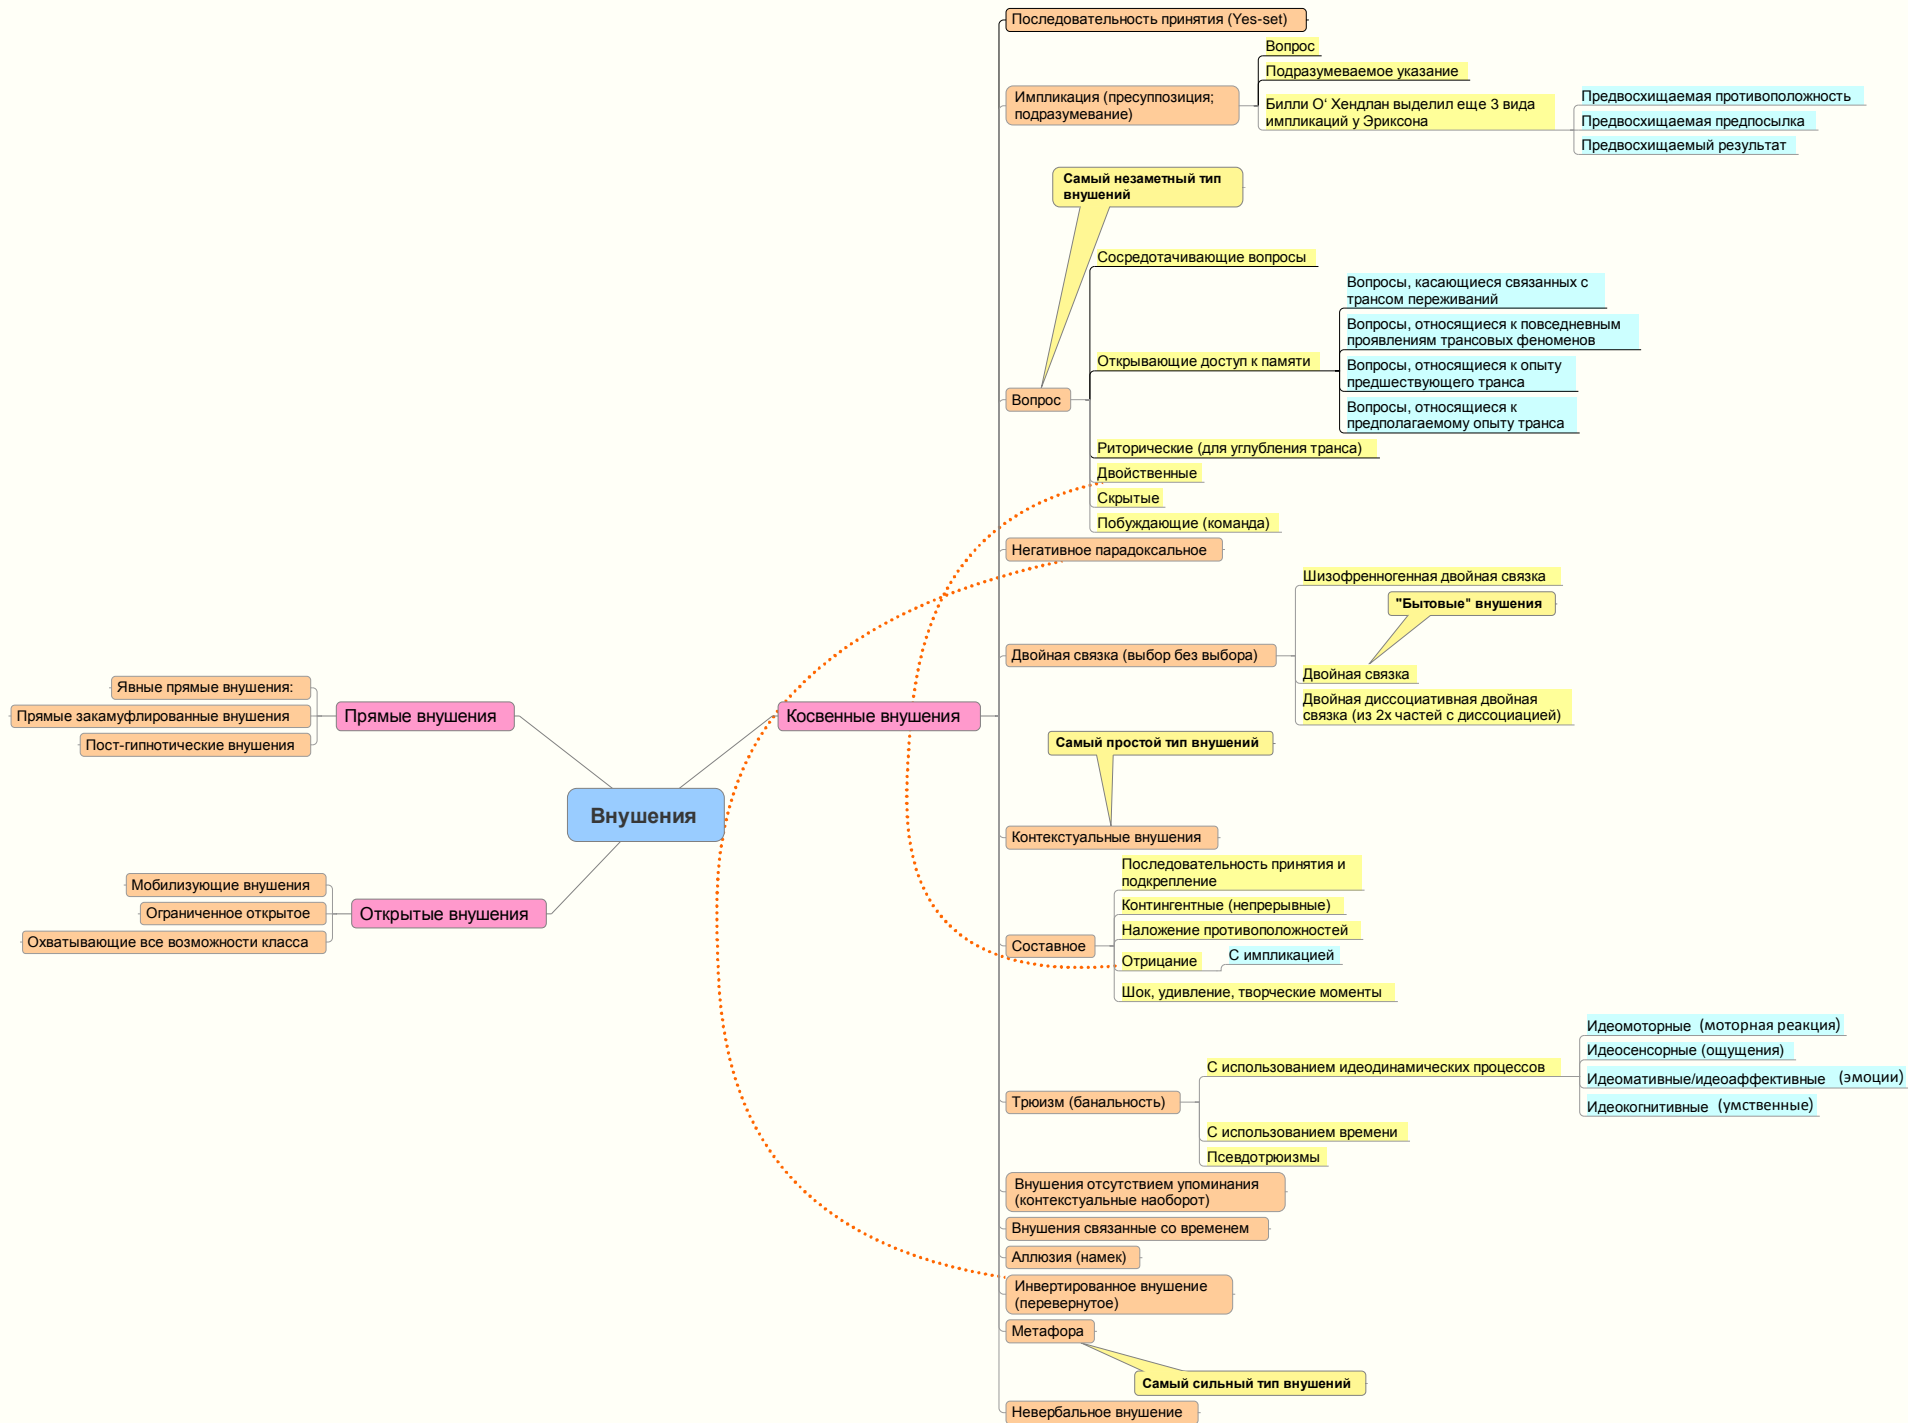 Внушения
Прямые внушения
Явные прямые внушения:
Прямые закамуфлированные внушения
Пост-гипнотические внушения
Открытые внушения
Мобилизующие внушения
Ограниченное открытое
Охватывающие все возможности класса
Косвенные внушения
Последовательность принятия (Yes-set)
Импликация (пресуппозиция;
подразумевание)
Вопрос
Подразумеваемое указание
Билли О‘ Хендлан выделил еще 3 вида
импликаций у Эриксона
Предвосхищаемая противоположность
Предвосхищаемая предпосылка
Предвосхищаемый результат
Самый незаметный тип
внушений
Вопрос
Сосредотачивающие вопросы
Открывающие доступ к памяти
Вопросы, касающиеся связанных с
трансом переживаний
Вопросы, относящиеся к повседневным
проявлениям трансовых феноменов
Вопросы, относящиеся к опыту
предшествующего транса
Вопросы, относящиеся к
предполагаемому опыту транса
Риторические (для углубления транса)
Двойственные
Скрытые
Побуждающие (команда)
Негативное парадоксальное
Двойная связка (выбор без выбора)
Шизофренногенная двойная связка
"Бытовые" внушения
Двойная связка
Двойная диссоциативная двойная
связка (из 2х частей с диссоциацией)
Самый простой тип внушений
Контекстуальные внушения
Составное
Последовательность принятия и
подкрепление
Контингентные (непрерывные)
Наложение противоположностей
Отрицание
С импликацией
Шок, удивление, творческие моменты
Трюизм (банальность)
С использованием идеодинамических процессов
Идеомоторные (моторная реакция)
Идеосенсорные (ощущения)
Идеомативные/идеоаффективные (эмоции)
Идеокогнитивные (умственные)
С использованием времени
Псевдотрюизмы
Внушения отсутствием упоминания
(контекстуальные наоборот)
Внушения связанные со временем
Аллюзия (намек)
Инвертированное внушение
(перевернутое)
Метафора
Самый сильный тип внушений
Невербальное внушение